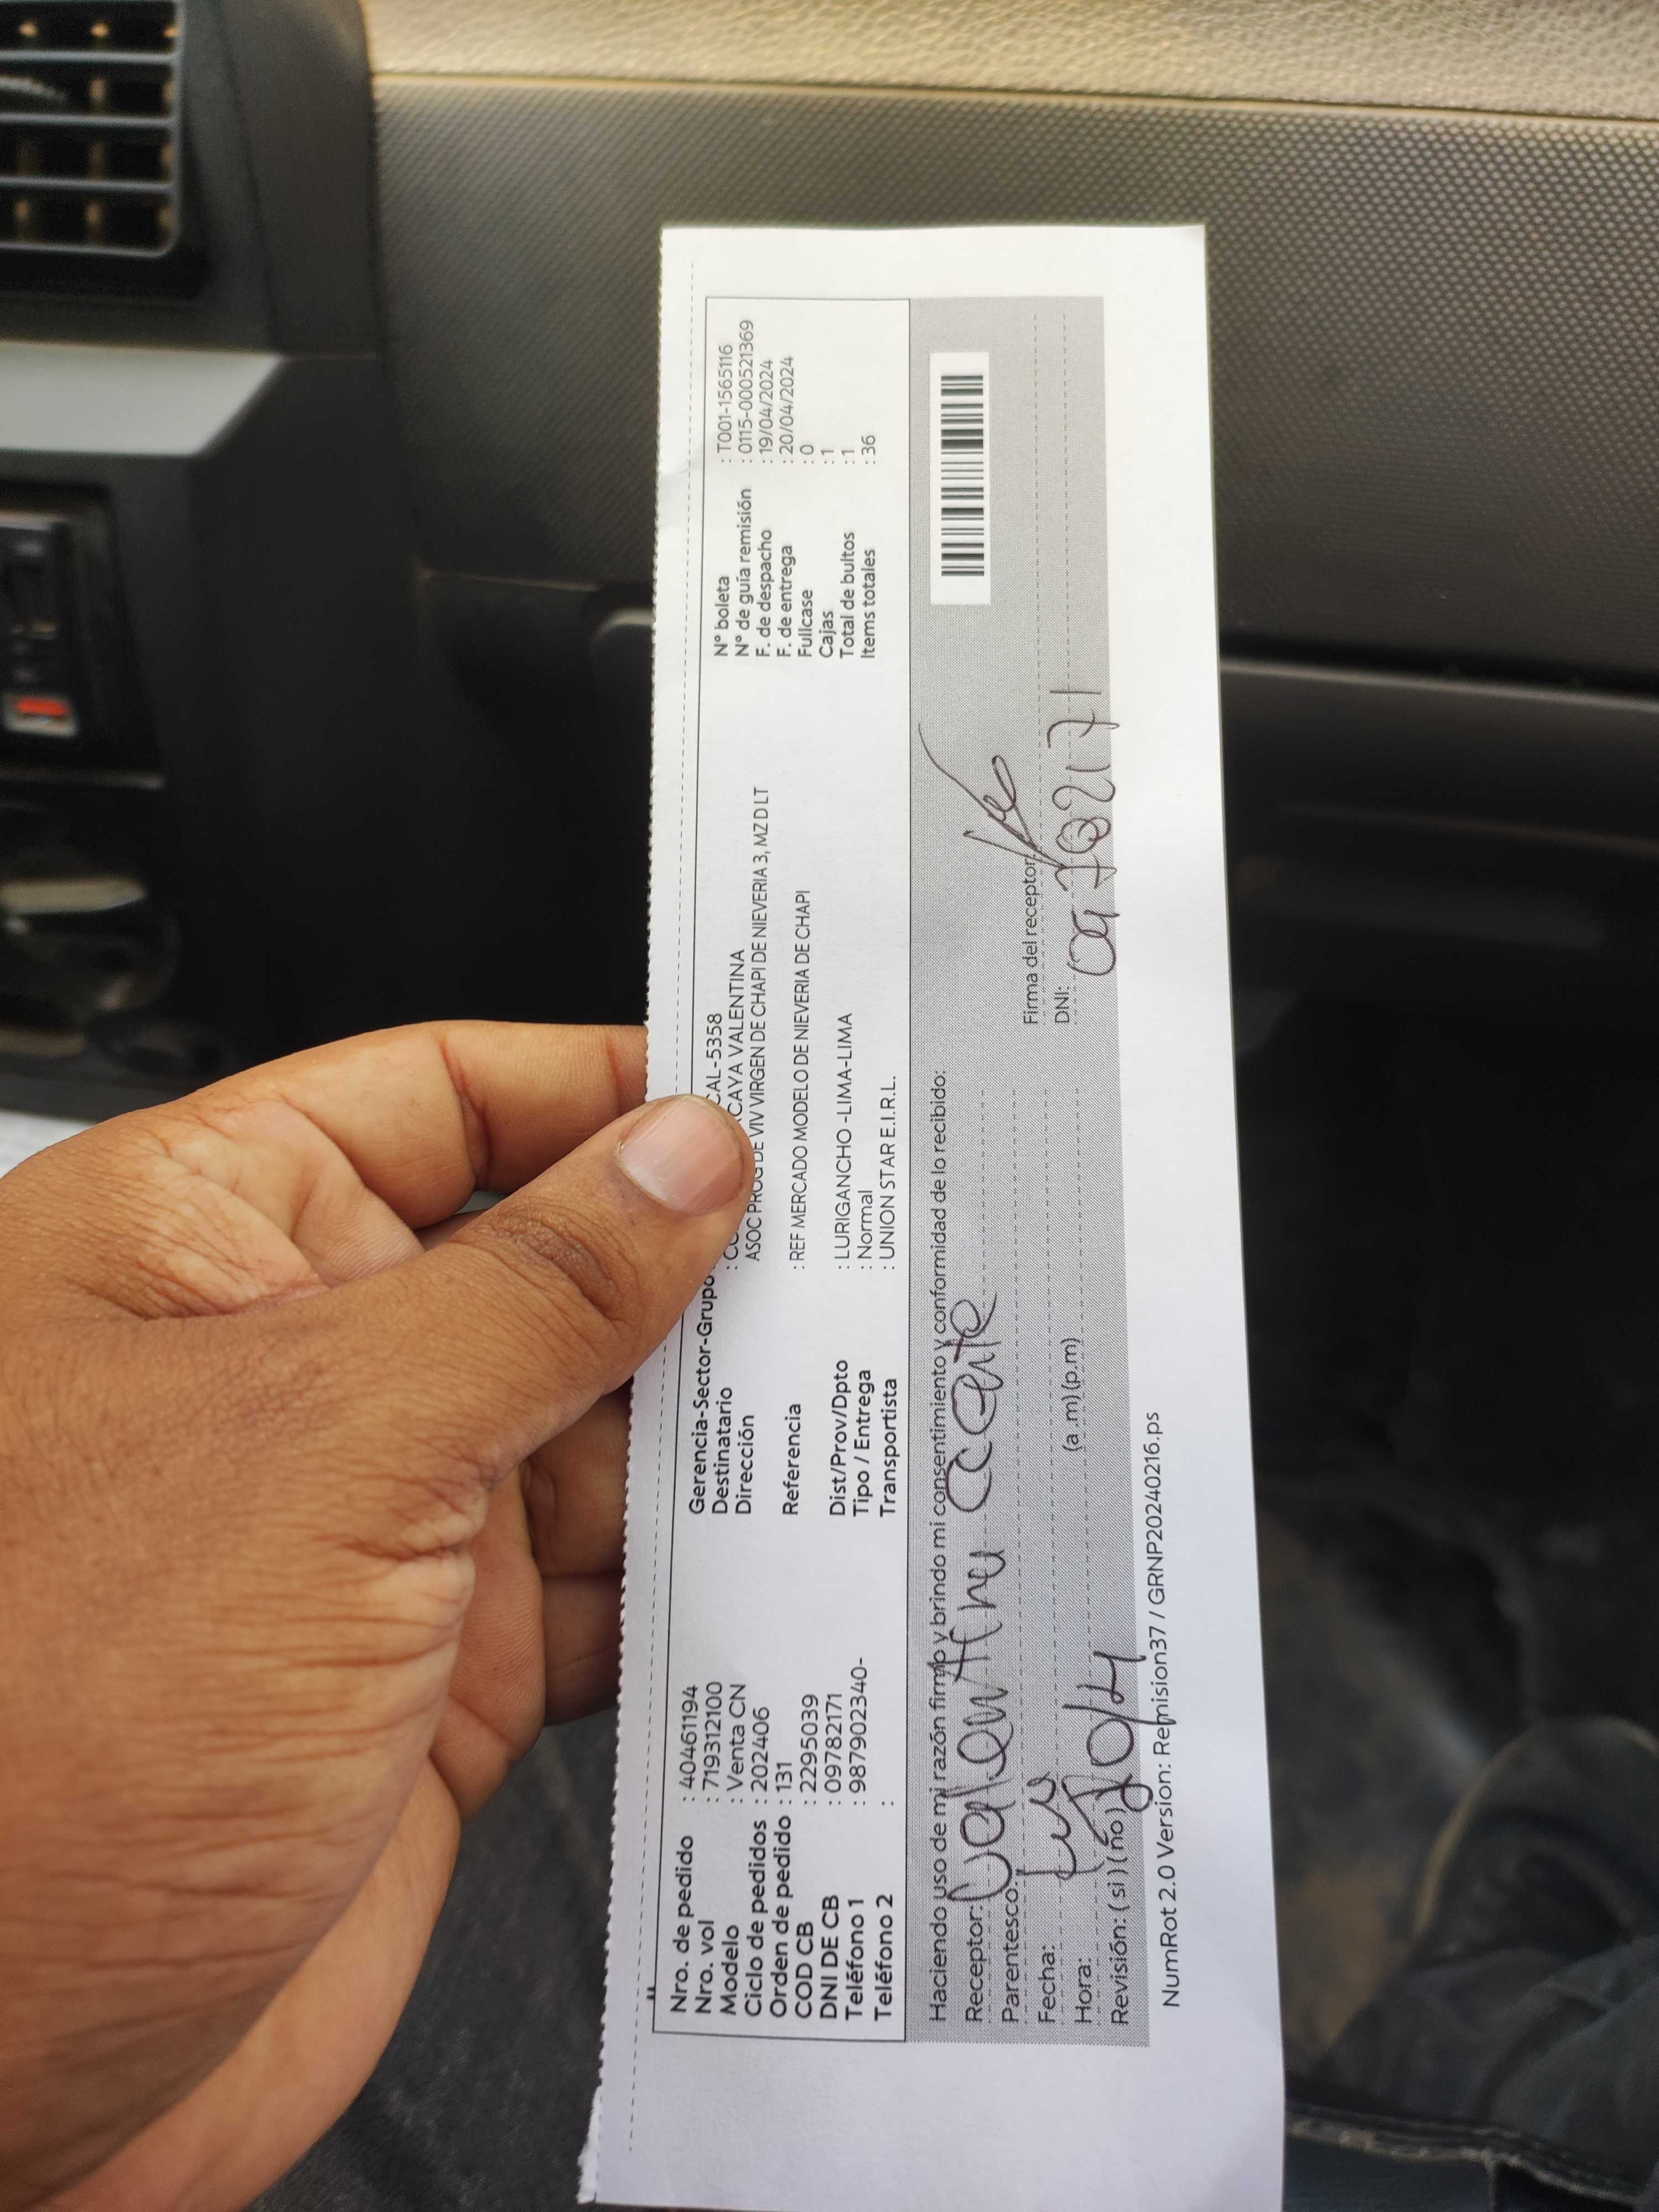 Nro. de pedido : 40461194
Nro. vol : 719312100
Modelo : Venta CN
Ciclo de pedidos : 202406
Orden de pedido : 131
COD CB : 2295039
DNI DE CB : 09782171
Teléfono 1 : 987902340-
Teléfono 2 :
Gerencia-Sector-Grupo CAL-5358
Destinatario : CAYA VALENTINA
Dirección ASOC PROG DE VIV VIRGEN DE CHAPI DE NIEVERIA 3, MZ D LT
Referencia : REF MERCADO MODELO DE NIEVERIA DE CHAPI
Dist/Prov/Dpto : LURIGANCHO -LIMA-LIMA
Tipo / Entrega : Normal
Transportista : UNION STAR E.I.R.L.
N° boleta : T001-1565116
N° de guía remisión : 0115-000521369
F. de despacho : 19/04/2024
F. de entrega : 20/04/2024
Fullcase : 0
Cajas : 1
Total de bultos : 1
Items totales : 36
Haciendo uso de mi razón firmo y brindo mi consentimiento y conformidad de lo recibido:
Receptor: Valentina
Parentesco:
Fecha: 20/4
Hora: (a .m) (p.m)
Revisión: ( si ) ( no )
Firma del receptor:
DNI: 09782171
NumRot 2.0 Version: Remision37 / GRNP20240216.ps